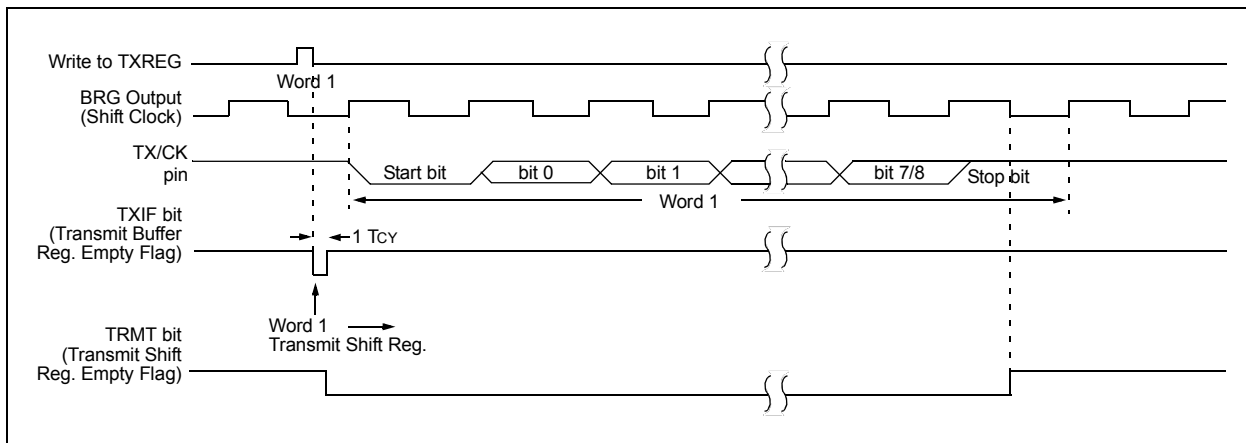 Write to TXREG
Word 1
BRG Output
(Shift Clock)
TX/CK
pin
Start bit
bit 0
bit 1
bit 7/8
Stop bit
Word 1
TXIF bit
(Transmit Buffer
Reg. Empty Flag)
1 TCY
Word 1
Transmit Shift Reg.
TRMT bit
(Transmit Shift
Reg. Empty Flag)